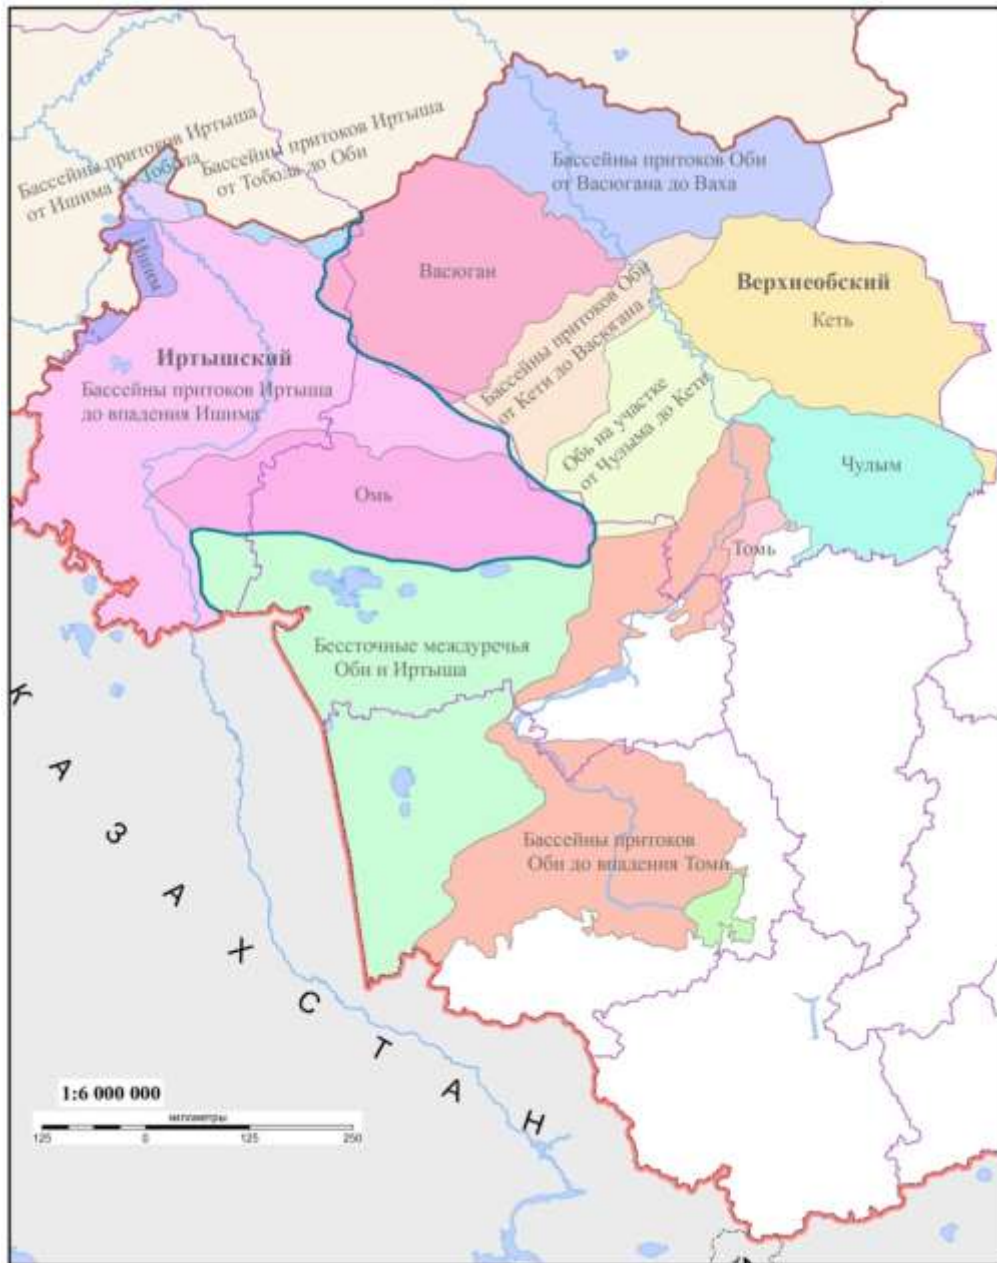 Бассейны притоков Иртыша
от Ишима до Тобола
Бассейны притоков Иртыша
от Тобола до Оби
Бассейны притоков Оби
от Васюгана до Ваха
Ишим
Васюган
Верхнеобский
Кеть
Бассейны притоков Оби
от Кети до Васюгана
Иртышский
Бассейны притоков Иртыша
до впадения Ишима
Обь на участке
от Чулыма до Кети
Чулым
Омь
Томь
Бессточные междуречья
Оби и Иртыша
КАЗАХСТАН
Бассейны притоков
Оби до впадения Томи
1:6 000 000
километры
125 0 125 250